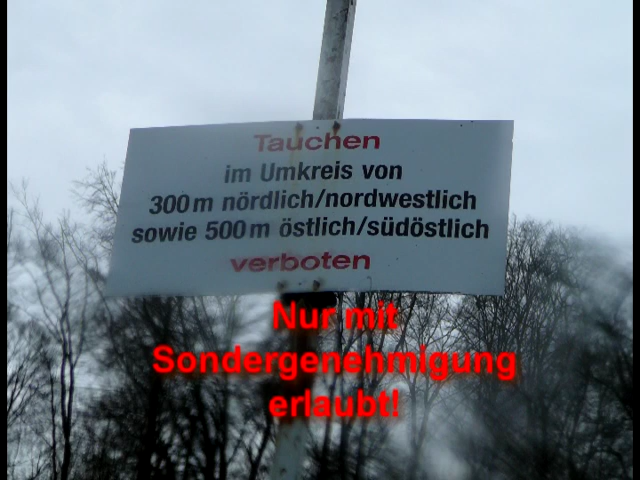 Tauchen
im Umkreis von
300m nördlich/nordwestlich
sowie 500m östlich/südöstlich
verboten
Nur mit
Sondergenehmigung
erlaubt!